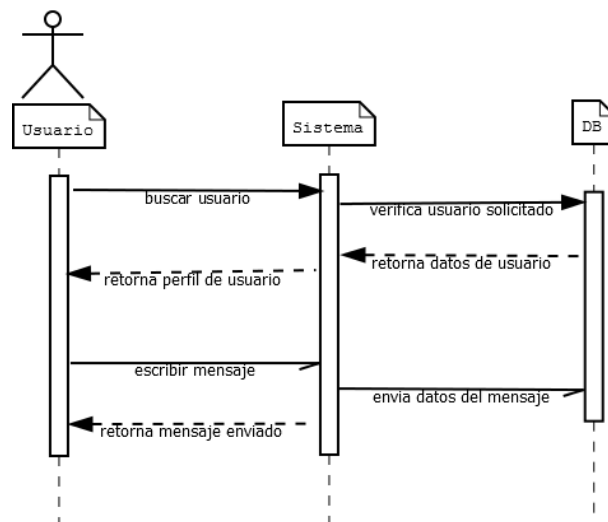 Usuario
Sistema
DB
buscar usuario
verifica usuario solicitado
retorna datos de usuario
retorna perfil de usuario
escribir mensaje
envia datos del mensaje
retorna mensaje enviado